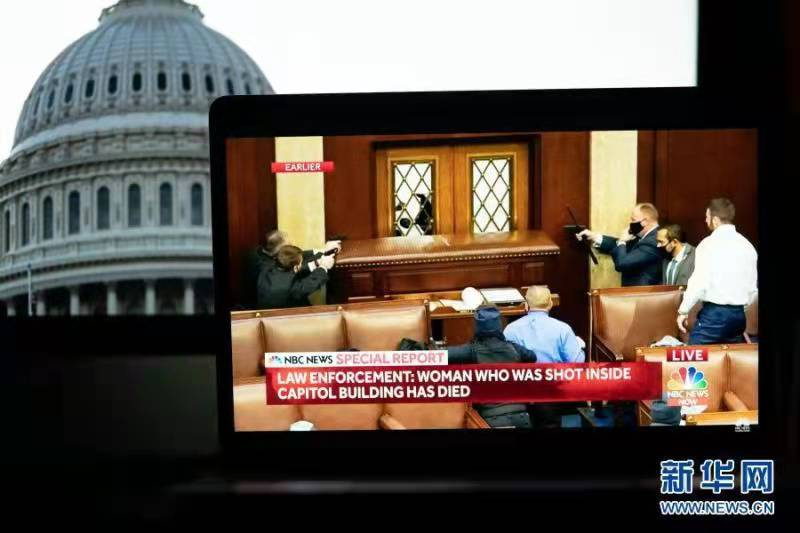 EARLIER
NBC NEWS SPECIAL REPORT
LAW ENFORCEMENT: WOMAN WHO WAS SHOT INSIDE
CAPITOL BUILDING HAS DIED
LIVE
NBC NEWS
NOW
新华网
WWW.NEWS.CN